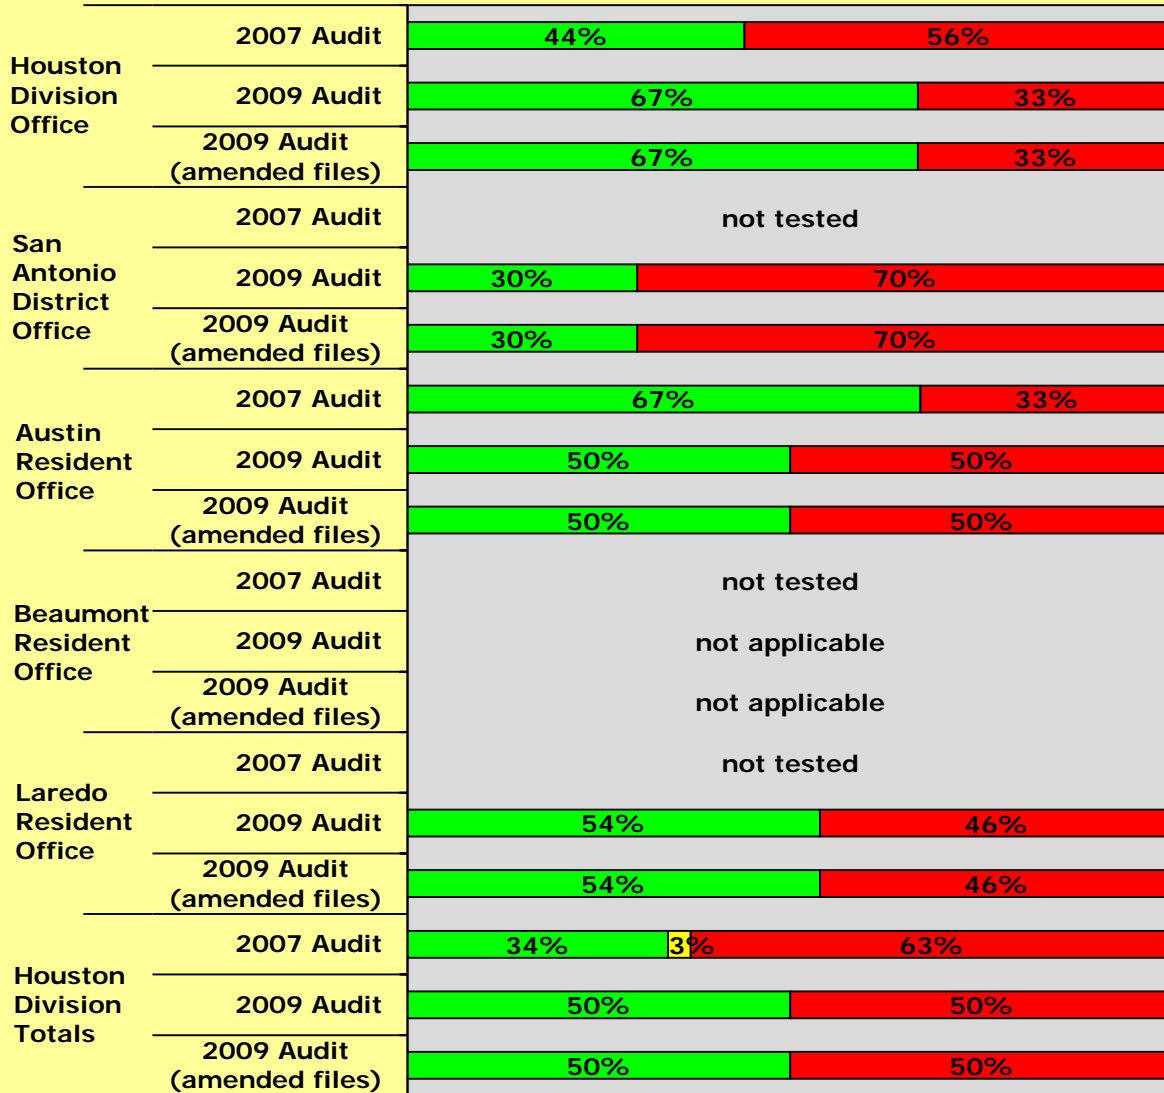 2007 Audit 44% 56%
Houston
Division
Office
2009 Audit 67% 33%
2009 Audit
(amended files) 67% 33%
2007 Audit not tested
San
Antonio
District
Office
2009 Audit 30% 70%
2009 Audit
(amended files) 30% 70%
2007 Audit 67% 33%
Austin
Resident
Office
2009 Audit 50% 50%
2009 Audit
(amended files) 50% 50%
2007 Audit not tested
Beaumont
Resident
Office
2009 Audit not applicable
2009 Audit
(amended files) not applicable
2007 Audit not tested
Laredo
Resident
Office
2009 Audit 54% 46%
2009 Audit
(amended files) 54% 46%
2007 Audit 34% 3% 63%
Houston
Division
Totals
2009 Audit 50% 50%
2009 Audit
(amended files) 50% 50%